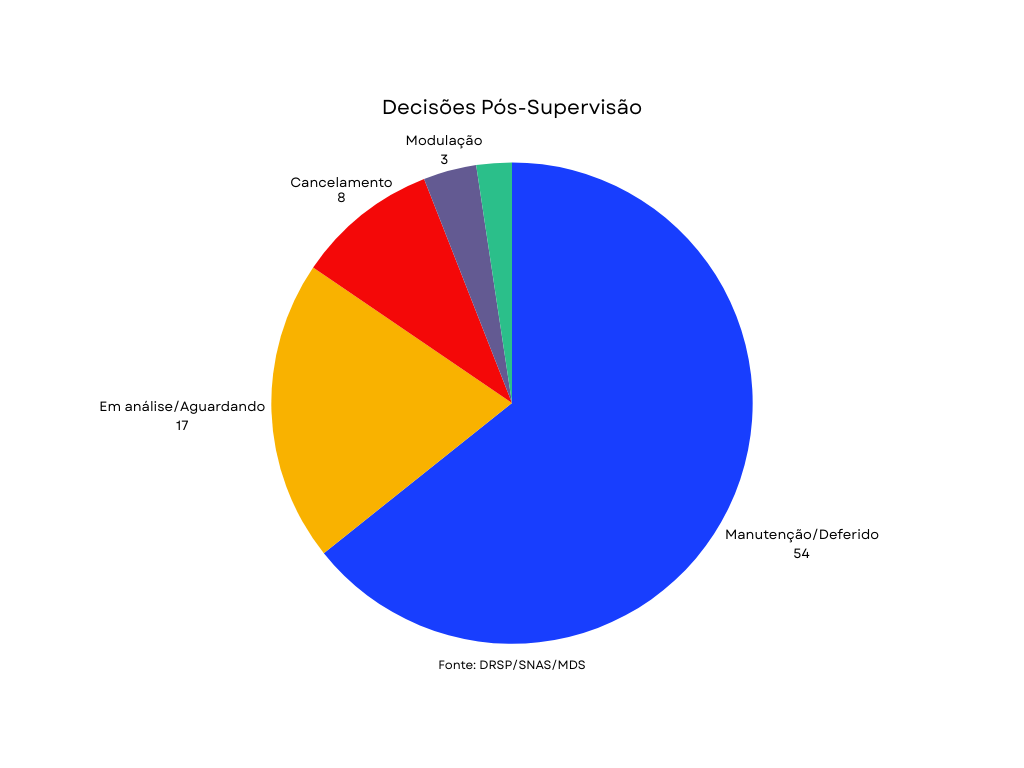 Decisões Pós-Supervisão
Modulação
3
Cancelamento
8
Em análise/Aguardando
17
Manutenção/Deferido
54
Fonte: DRSP/SNAS/MDS